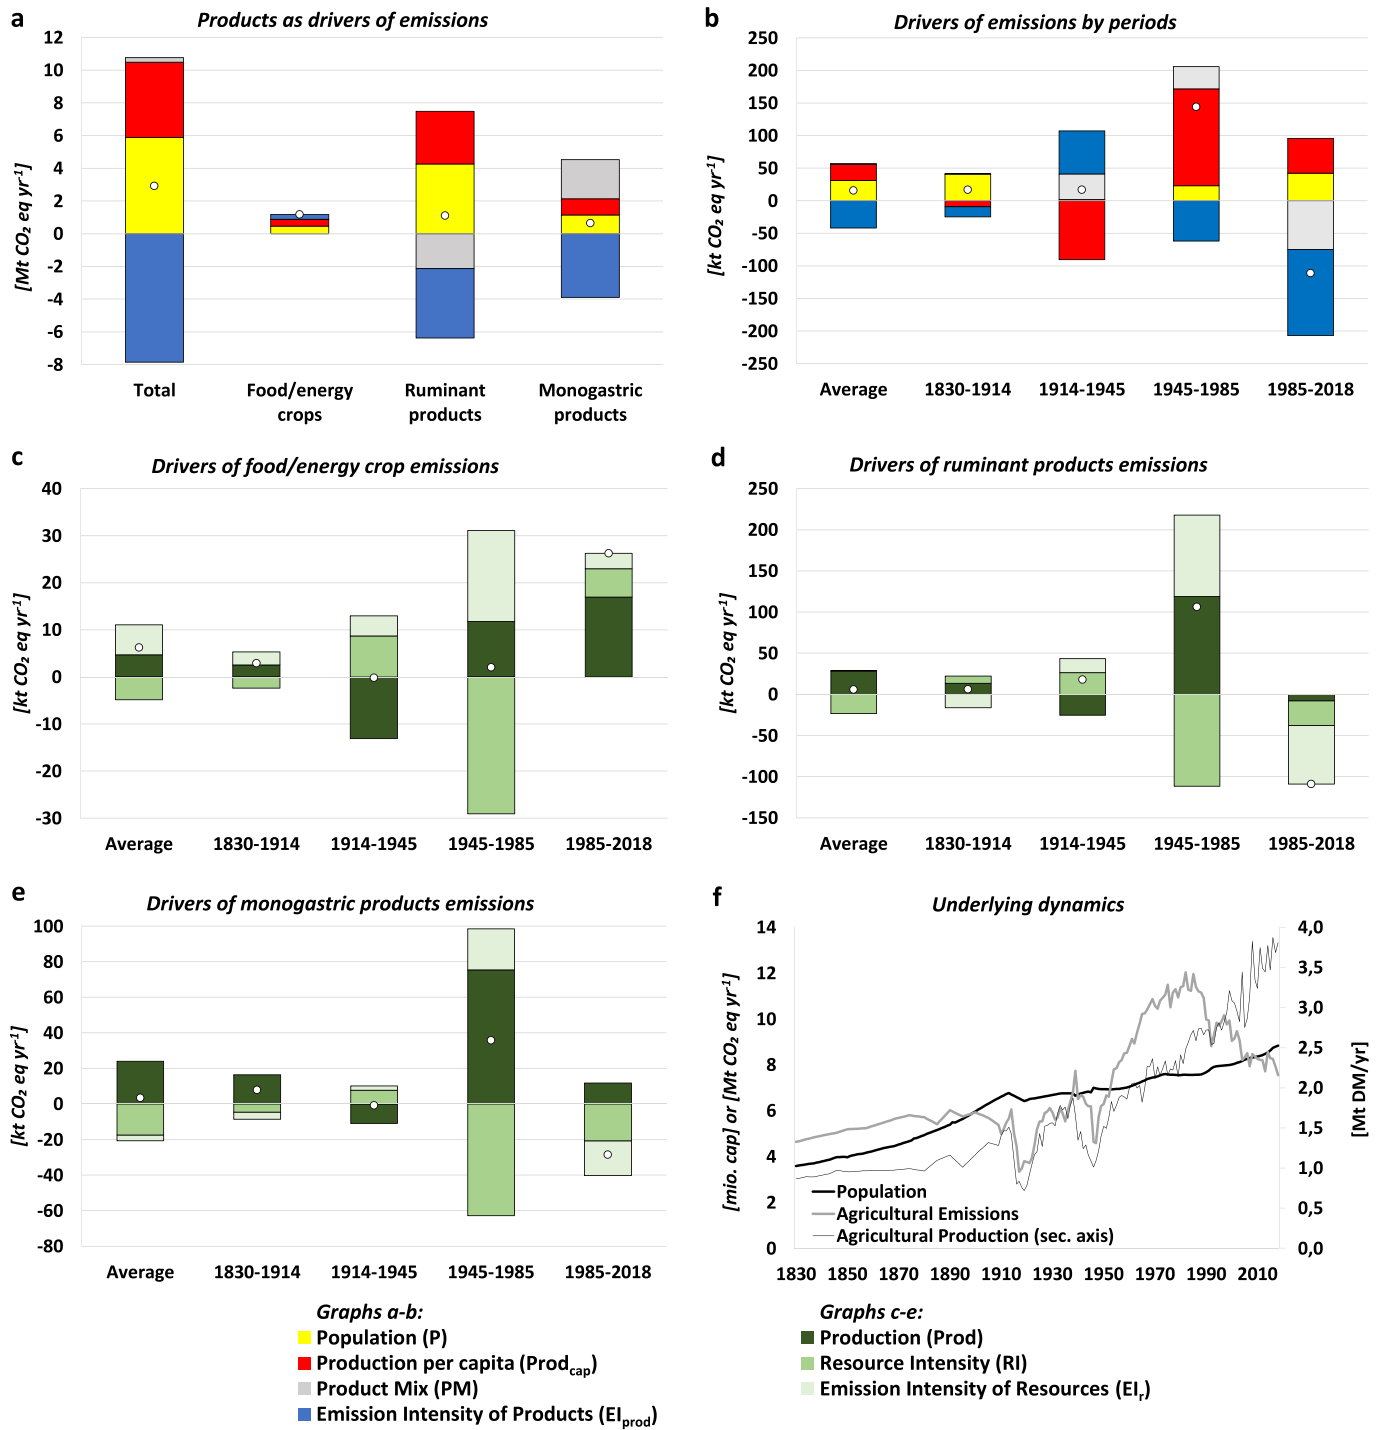 a
Products as drivers of emissions
[Mt CO₂ eq yr⁻¹]
12
10
8
6
4
2
0
-2
-4
-6
-8
Total
Food/energy
crops
Ruminant
products
Monogastric
products
b
Drivers of emissions by periods
[kt CO₂ eq yr⁻¹]
250
200
150
100
50
0
-50
-100
-150
-200
-250
Average
1830-1914
1914-1945
1945-1985
1985-2018
c
Drivers of food/energy crop emissions
[kt CO₂ eq yr⁻¹]
40
30
20
10
0
-10
-20
-30
Average
1830-1914
1914-1945
1945-1985
1985-2018
d
Drivers of ruminant products emissions
[kt CO₂ eq yr⁻¹]
250
200
150
100
50
0
-50
-100
-150
Average
1830-1914
1914-1945
1945-1985
1985-2018
e
Drivers of monogastric products emissions
[kt CO₂ eq yr⁻¹]
100
80
60
40
20
0
-20
-40
-60
-80
Average
1830-1914
1914-1945
1945-1985
1985-2018
f
Underlying dynamics
[mio. cap] or [Mt CO₂ eq yr⁻¹]
14
12
10
8
6
4
2
0
4,0
3,5
3,0
2,5
2,0
1,5
1,0
0,5
0,0
[Mt DM/yr]
Population
Agricultural Emissions
Agricultural Production (sec. axis)
1830 1850 1870 1890 1910 1930 1950 1970 1990 2010
Graphs a-b:
Population (P)
Production per capita (Prodcap)
Product Mix (PM)
Emission Intensity of Products (EIprod)
Graphs c-e:
Production (Prod)
Resource Intensity (RI)
Emission Intensity of Resources (EIr)